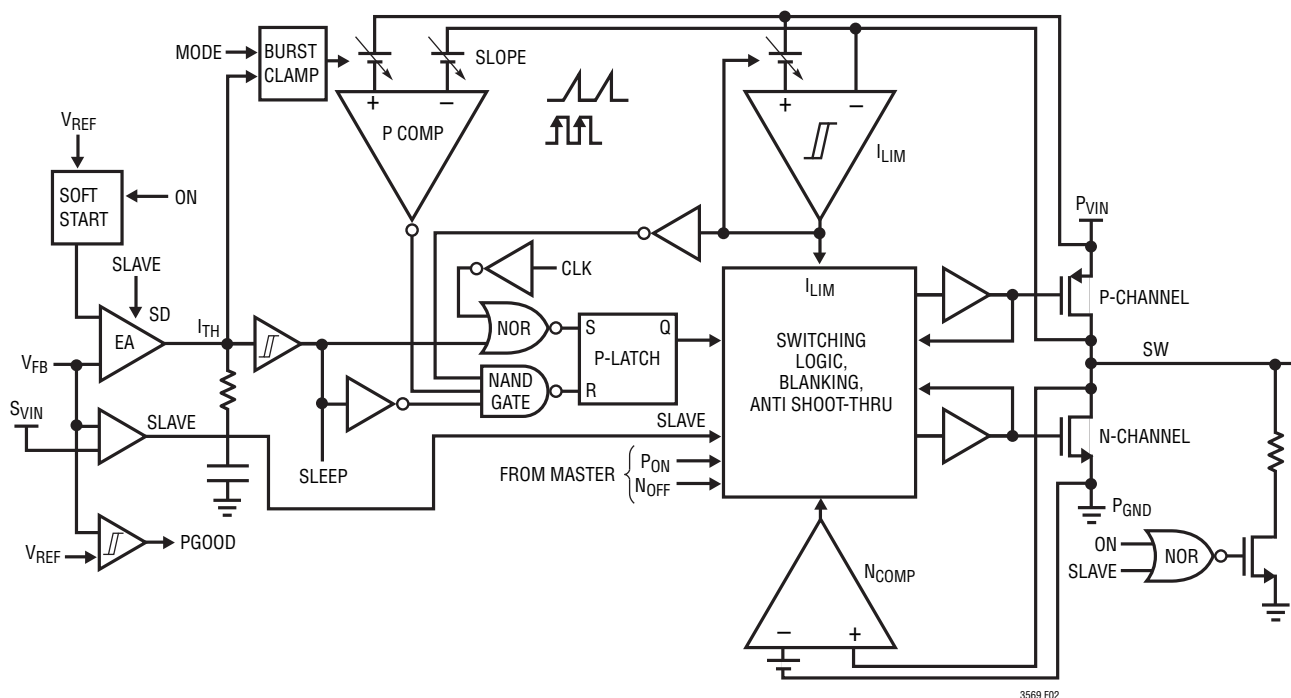 MODE
BURST
CLAMP
SLOPE
+
–
P COMP
+
–
I_LIM
V_REF
SOFT
START
ON
SLAVE
SD
EA
I_TH
V_FB
S_VIN
SLAVE
V_REF
PGOOD
SLEEP
CLK
NOR
NAND
GATE
S
Q
P-LATCH
R
I_LIM
SWITCHING
LOGIC,
BLANKING,
ANTI SHOOT-THRU
SLAVE
FROM MASTER
P_ON
N_OFF
P_VIN
P-CHANNEL
SW
N-CHANNEL
P_GND
N_COMP
–
+
ON
SLAVE
NOR
3569 F02